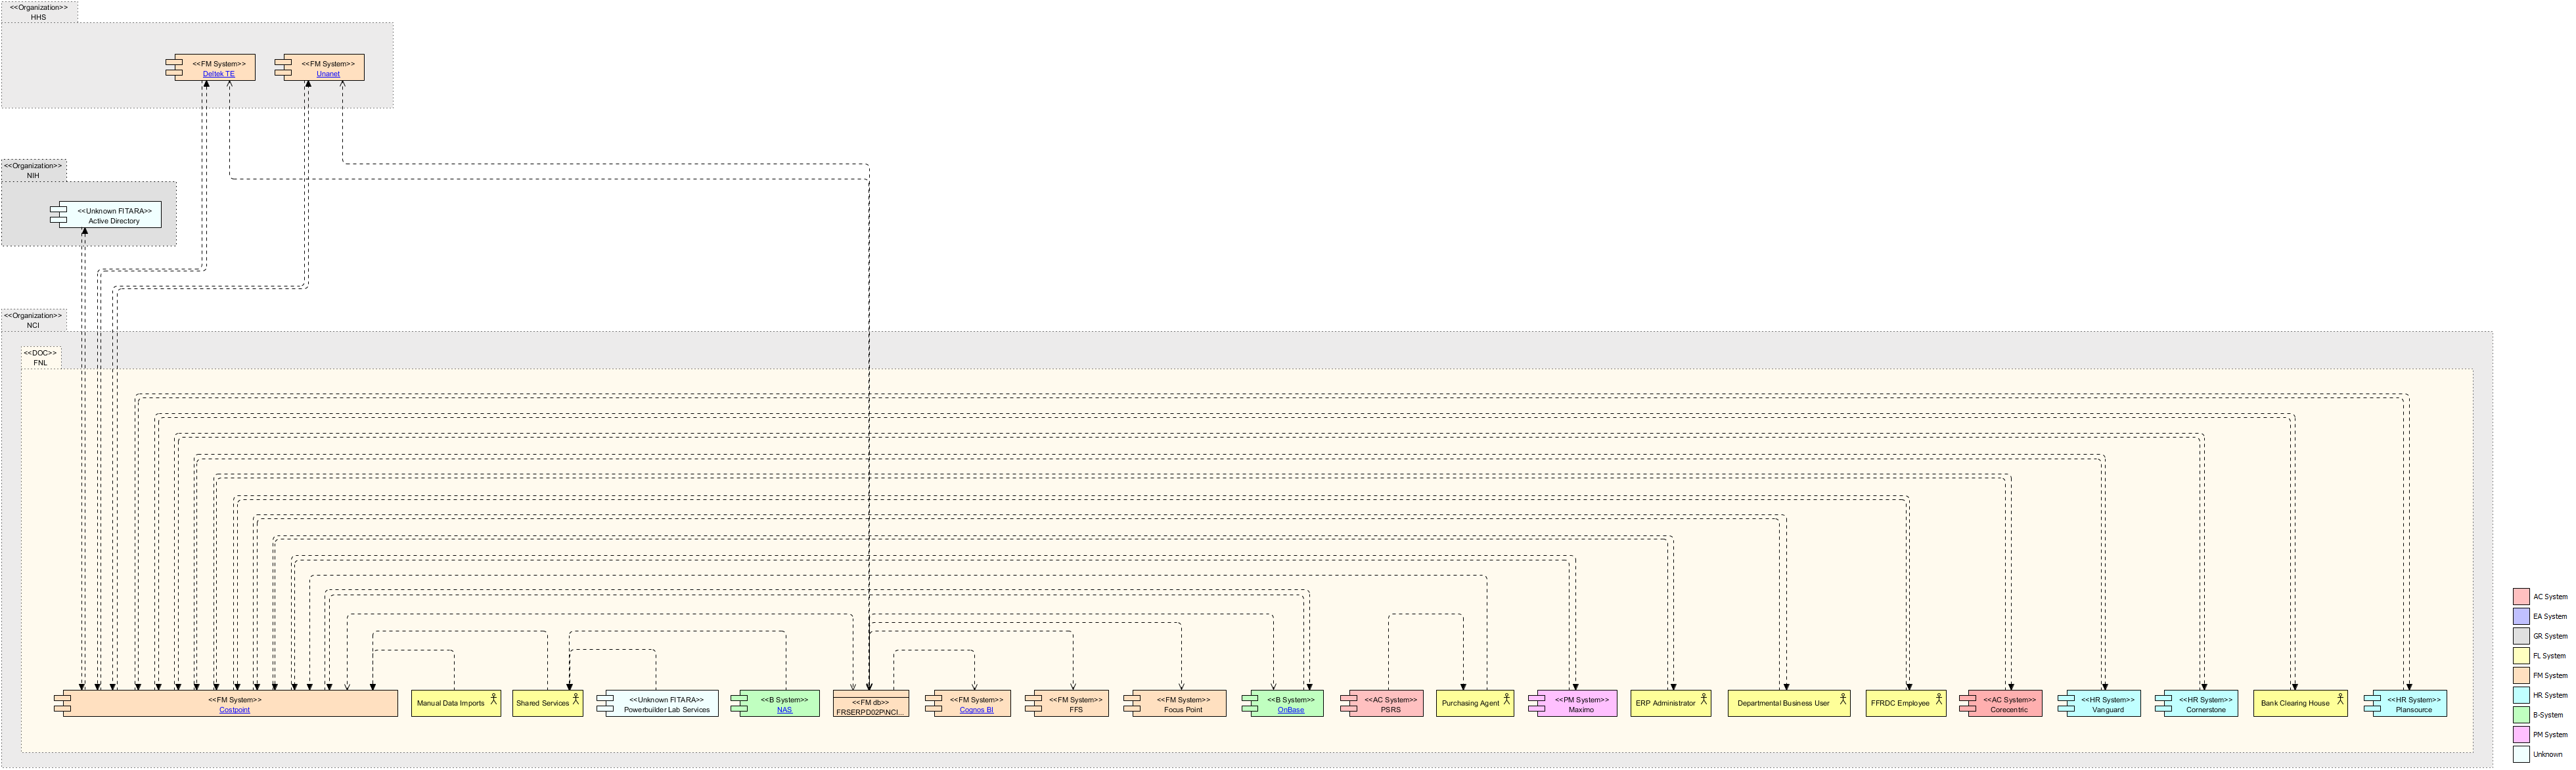 <<Organization>>
HHS
<<FM System>>
Deltek TE
<<FM System>>
Unanet
<<Organization>>
NIH
<<Unknown FITARA>>
Active Directory
<<Organization>>
NCI
<<DOC>>
FNL
<<FM System>>
Costpoint
Manual Data Imports
Shared Services
<<Unknown FITARA>>
Powerbuilder Lab Services
<<B System>>
NAS
<<FM db>>
FRSERPD02P\NCI...
<<FM System>>
Cognos BI
<<FM System>>
FFS
<<FM System>>
Focus Point
<<B System>>
OnBase
<<AC System>>
PSRS
Purchasing Agent
<<PM System>>
Maximo
ERP Administrator
Departmental Business User
FFRDC Employee
<<AC System>>
Corecentric
<<HR System>>
Vanguard
<<HR System>>
Cornerstone
Bank Clearing House
<<HR System>>
Plansource
AC System
EA System
GR System
FL System
FM System
HR System
B-System
PM System
Unknown